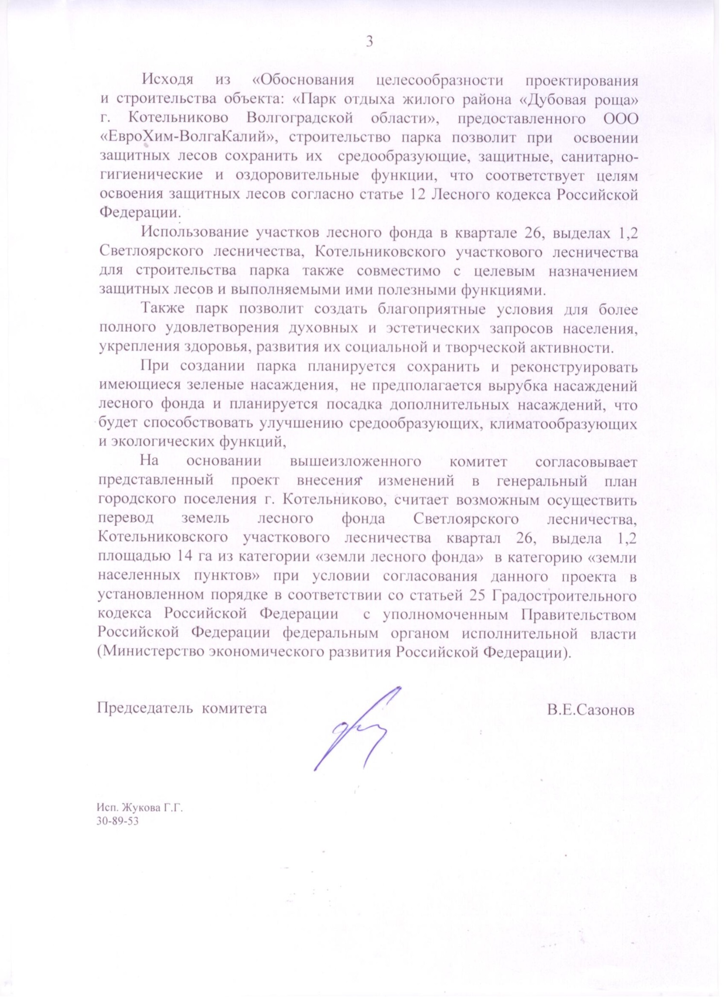 3
Исходя из «Обоснования целесообразности проектирования
и строительства объекта: «Парк отдыха жилого района «Дубовая роща»
г. Котельниково Волгоградской области», предоставленного ООО
«ЕвроХим-ВолгаКалий», строительство парка позволит при освоении
защитных лесов сохранить их средообразующие, защитные, санитарно-
гигиенические и оздоровительные функции, что соответствует целям
освоения защитных лесов согласно статье 12 Лесного кодекса Российской
Федерации.
Использование участков лесного фонда в квартале 26, выделах 1,2
Светлоярского лесничества, Котельниковского участкового лесничества
для строительства парка также совместимо с целевым назначением
защитных лесов и выполняемыми ими полезными функциями.
Также парк позволит создать благоприятные условия для более
полного удовлетворения духовных и эстетических запросов населения,
укрепления здоровья, развития их социальной и творческой активности.
При создании парка планируется сохранить и реконструировать
имеющиеся зеленые насаждения, не предполагается вырубка насаждений
лесного фонда и планируется посадка дополнительных насаждений, что
будет способствовать улучшению средообразующих, климатообразующих
и экологических функций,
На основании вышеизложенного комитет согласовывает
представленный проект внесения изменений в генеральный план
городского поселения г. Котельниково, считает возможным осуществить
перевод земель лесного фонда Светлоярского лесничества,
Котельниковского участкового лесничества квартал 26, выдела 1,2
площадью 14 га из категории «земли лесного фонда» в категорию «земли
населенных пунктов» при условии согласования данного проекта в
установленном порядке в соответствии со статьей 25 Градостроительного
кодекса Российской Федерации с уполномоченным Правительством
Российской Федерации федеральным органом исполнительной власти
(Министерство экономического развития Российской Федерации).
Председатель комитета В.Е.Сазонов
Исп. Жукова Г.Г.
30-89-53